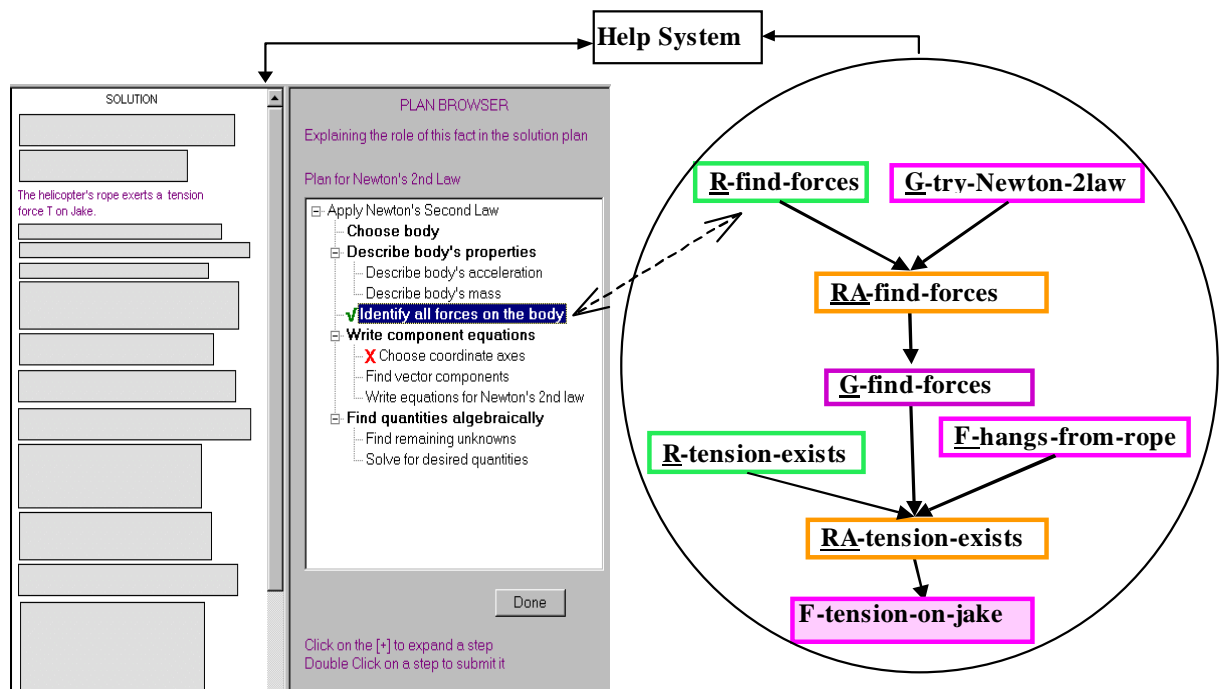 Help System
SOLUTION
The helicopter's rope exerts a tension
force T on Jake.
PLAN BROWSER
Explaining the role of this fact in the solution plan
Plan for Newton's 2nd Law
Apply Newton's Second Law
Choose body
Describe body's properties
Describe body's acceleration
Describe body's mass
√ Identify all forces on the body
Write component equations
X Choose coordinate axes
Find vector components
Write equations for Newton's 2nd law
Find quantities algebraically
Find remaining unknowns
Solve for desired quantities
Done
Click on the [+] to expand a step
Double Click on a step to submit it
R-find-forces
G-try-Newton-2law
RA-find-forces
G-find-forces
R-tension-exists
F-hangs-from-rope
RA-tension-exists
F-tension-on-jake